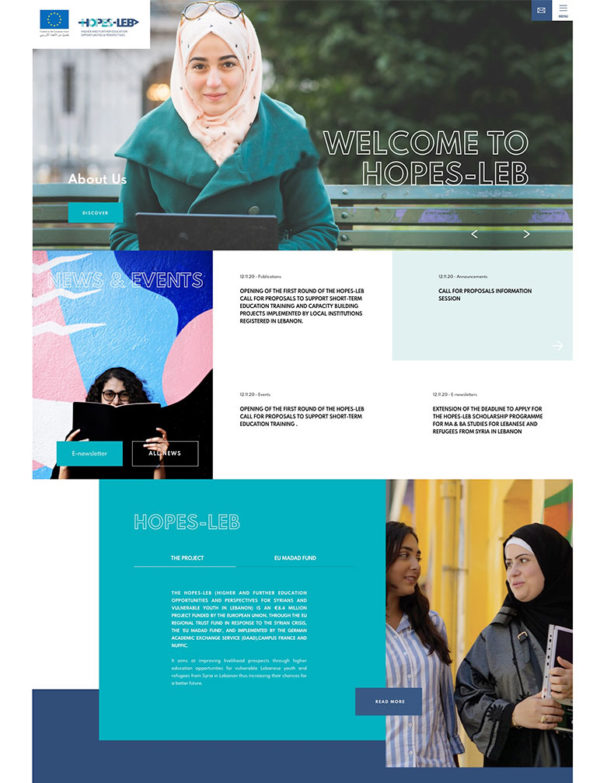 HOPES-LEB
HIGHER AND FURTHER EDUCATION
OPPORTUNITIES & PERSPECTIVES
MENU
WELCOME TO
HOPES-LEB
About Us
DISCOVER
NEWS & EVENTS
12.11.20 - Publications
OPENING OF THE FIRST ROUND OF THE HOPES-LEB
CALL FOR PROPOSALS TO SUPPORT SHORT-TERM
EDUCATION TRAINING AND CAPACITY BUILDING
PROJECTS IMPLEMENTED BY LOCAL INSTITUTIONS
REGISTERED IN LEBANON.
12.11.20 - Announcements
CALL FOR PROPOSALS INFORMATION
SESSION
12.11.20 - Events
OPENING OF THE FIRST ROUND OF THE HOPES-LEB
CALL FOR PROPOSALS TO SUPPORT SHORT-TERM
EDUCATION TRAINING .
12.11.20 - E-newsletters
EXTENSION OF THE DEADLINE TO APPLY FOR
THE HOPES-LEB SCHOLARSHIP PROGRAMME
FOR MA & BA STUDIES FOR LEBANESE AND
REFUGEES FROM SYRIA IN LEBANON
E-newsletter
ALL NEWS
HOPES-LEB
THE PROJECT
EU MADAD FUND
THE HOPES-LEB (HIGHER AND FURTHER EDUCATION
OPPORTUNITIES AND PERSPECTIVES FOR SYRIANS AND
VULNERABLE YOUTH IN LEBANON) IS AN €8.4 MILLION
PROJECT FUNDED BY THE EUROPEAN UNION, THROUGH THE EU
REGIONAL TRUST FUND IN RESPONSE TO THE SYRIAN CRISIS,
THE 'EU MADAD FUND', AND IMPLEMENTED BY THE GERMAN
ACADEMIC EXCHANGE SERVICE (DAAD),CAMPUS FRANCE AND
NUFFIC.
It aims at improving livelihood prospects through higher
education opportunities for vulnerable Lebanese youth and
refugees from Syria in Lebanon thus increasing their chances for
a better future.
READ MORE